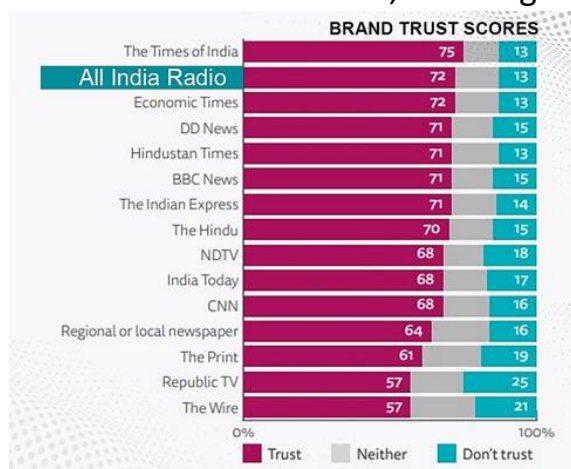 BRAND TRUST SCORES
The Times of India 75 13
All India Radio 72 13
Economic Times 72 13
DD News 71 15
Hindustan Times 71 13
BBC News 71 15
The Indian Express 71 14
The Hindu 70 15
NDTV 68 18
India Today 68 17
CNN 68 16
Regional or local newspaper 64 16
The Print 61 19
Republic TV 57 25
The Wire 57 21
0% 100%
Trust Neither Don't trust